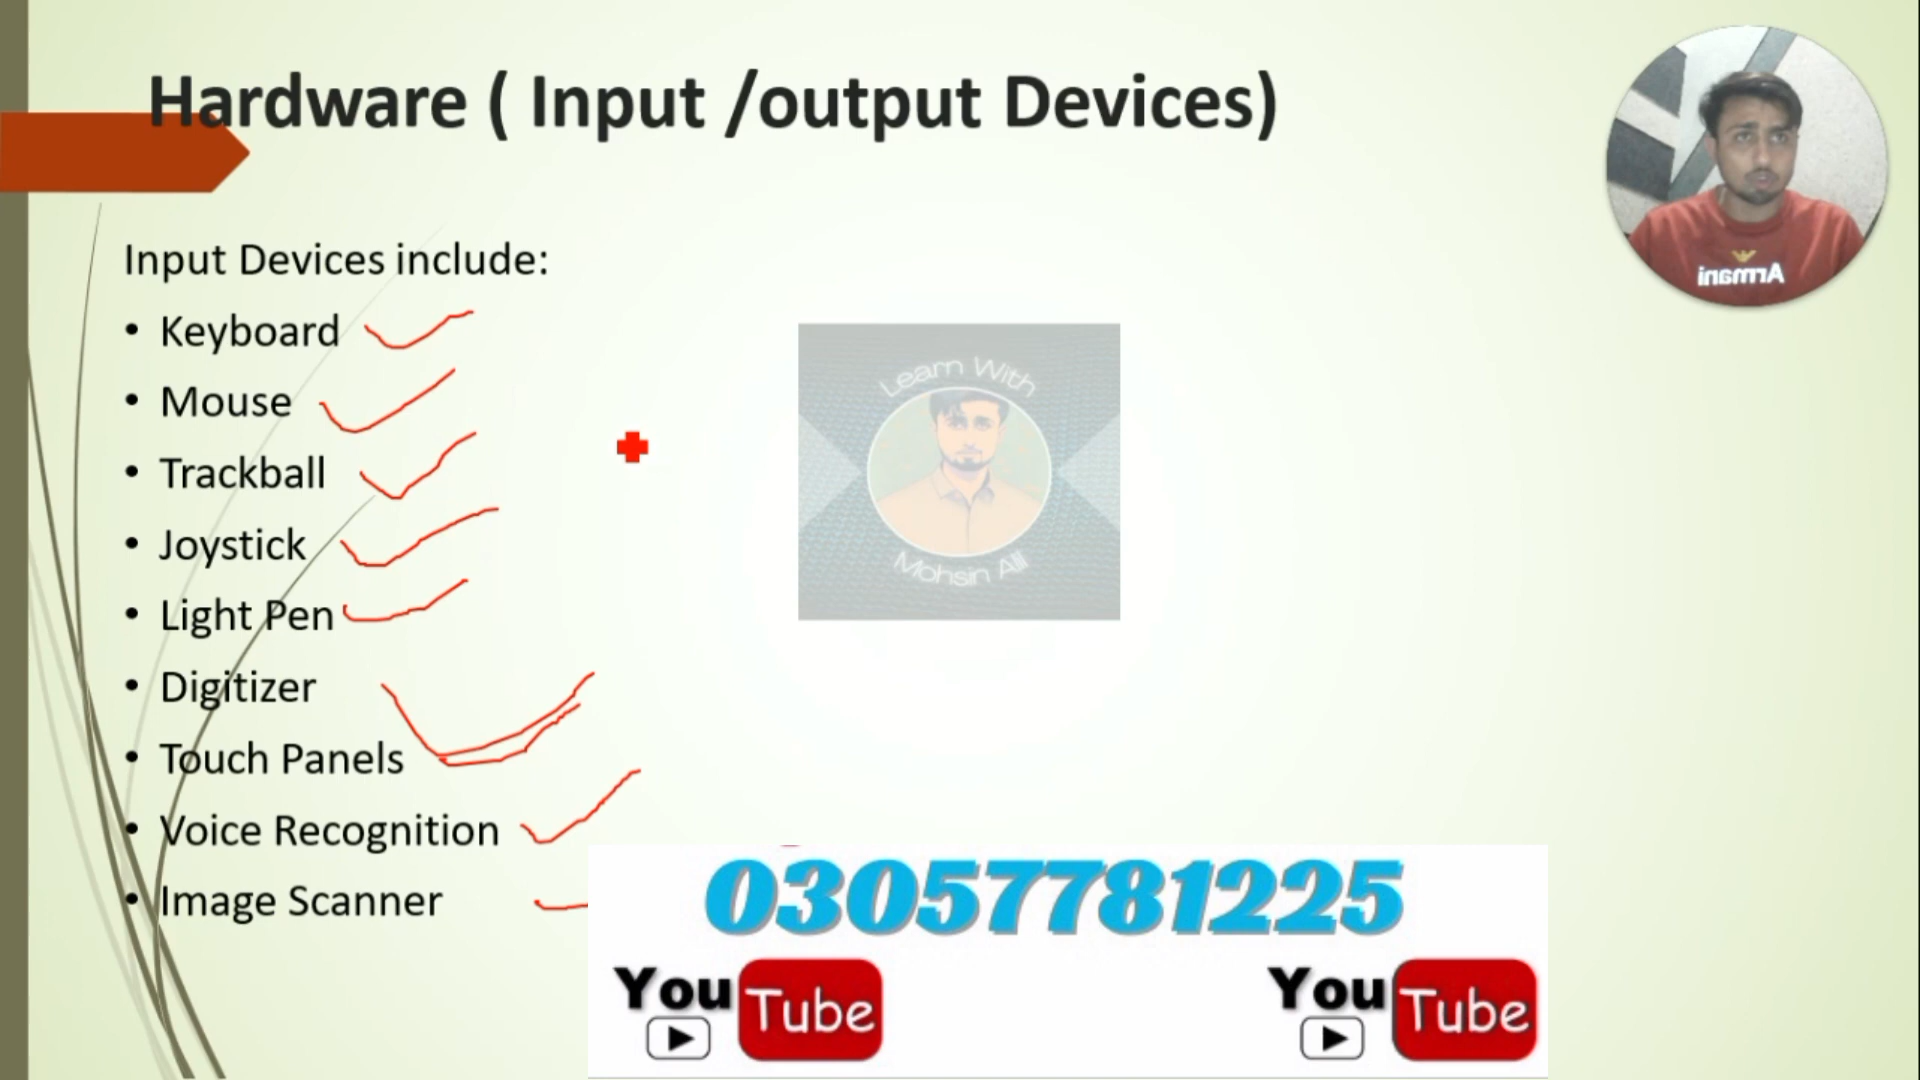 Hardware ( Input /output Devices)
Armani
Input Devices include:
• Keyboard
• Mouse
• Trackball
• Joystick
• Light Pen
• Digitizer
• Touch Panels
• Voice Recognition
• Image Scanner
Learn With
Mohsin Alii
03057781225
YouTube
YouTube